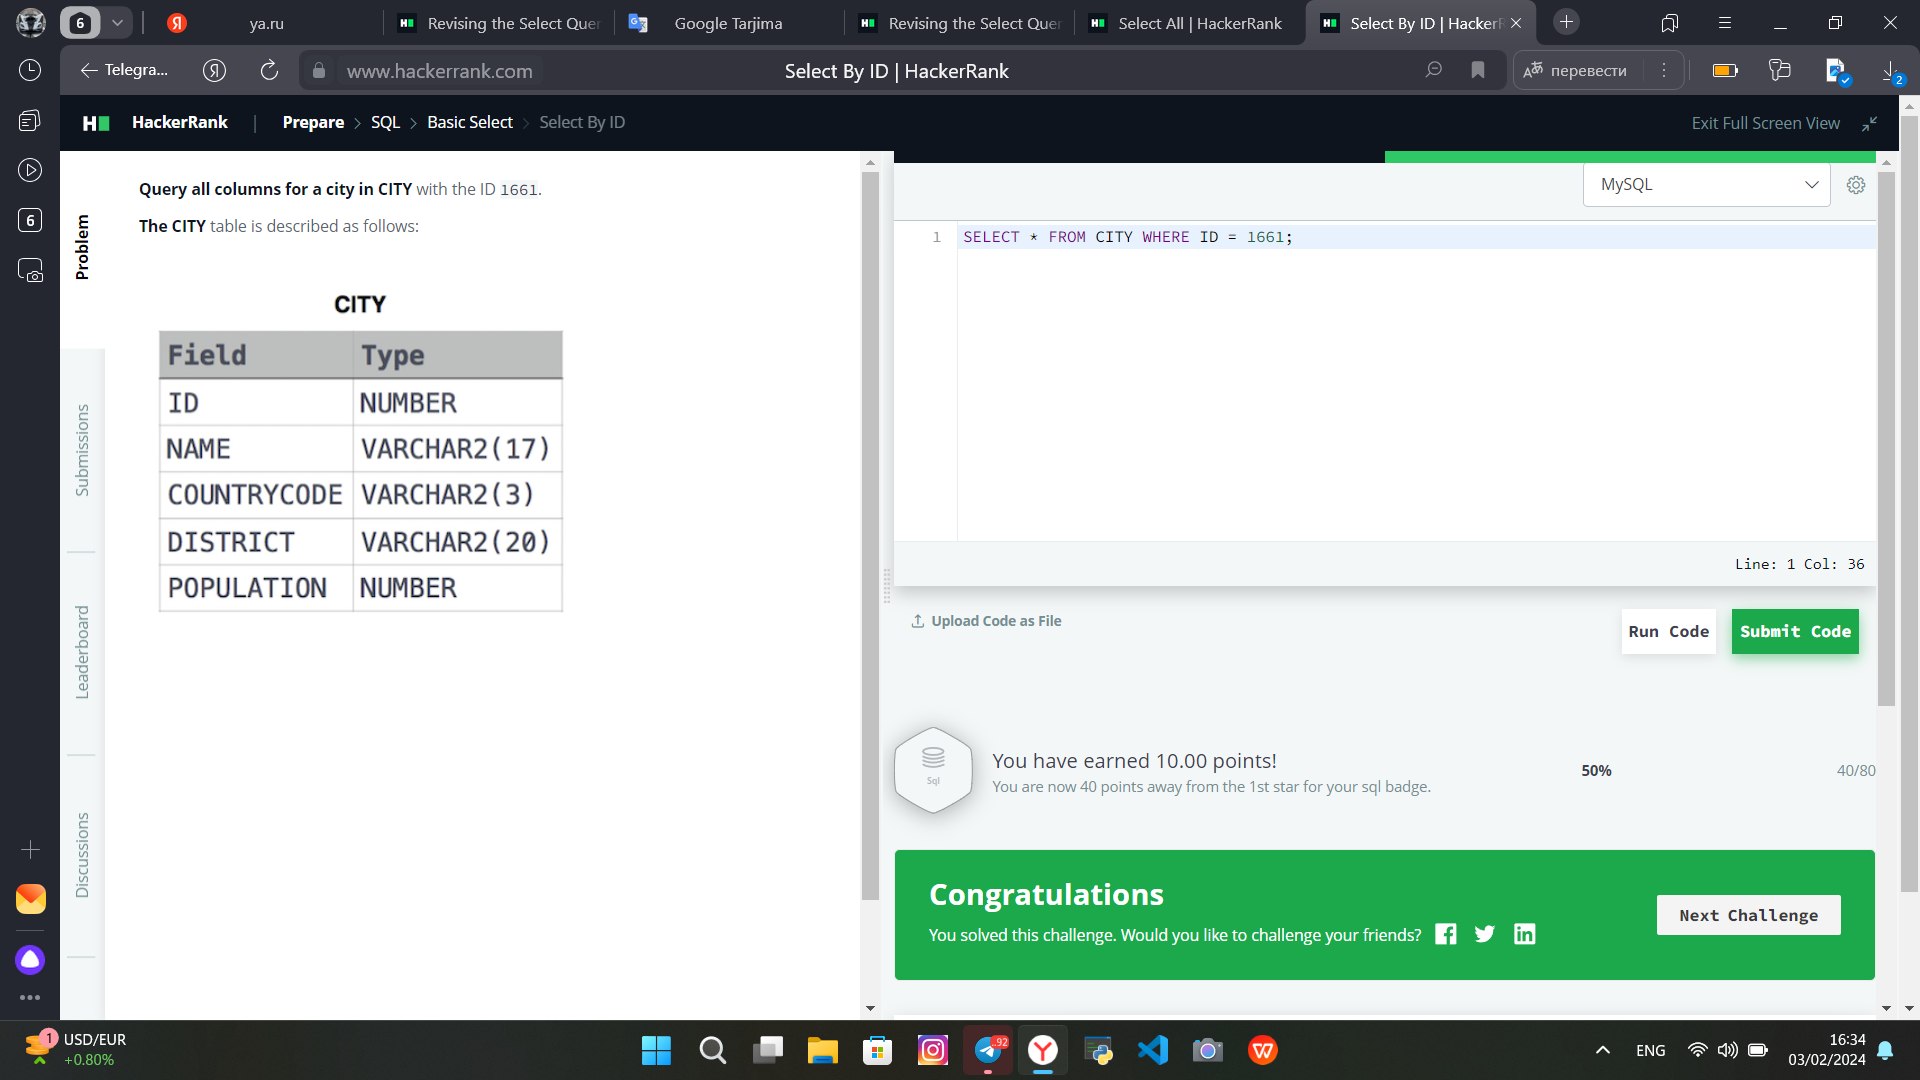 6
ya.ru
Revising the Select Quer
Google Tarjima
Revising the Select Quer
Select All | HackerRank
Select By ID | HackerR
Telegra...
www.hackerrank.com
Select By ID | HackerRank
перевести
2
HackerRank
Prepare
SQL
Basic Select
Select By ID
Exit Full Screen View
6
Problem
Submissions
Leaderboard
Discussions
Query all columns for a city in CITY with the ID 1661.
The CITY table is described as follows:
CITY
Field Type
ID NUMBER
NAME VARCHAR2(17)
COUNTRYCODE VARCHAR2(3)
DISTRICT VARCHAR2(20)
POPULATION NUMBER
MySQL
1 SELECT * FROM CITY WHERE ID = 1661;
Line: 1 Col: 36
Upload Code as File
Run Code
Submit Code
Sql
You have earned 10.00 points!
You are now 40 points away from the 1st star for your sql badge.
50%
40/80
Congratulations
You solved this challenge. Would you like to challenge your friends?
Next Challenge
1
USD/EUR
+0.80%
92
ENG
16:34
03/02/2024